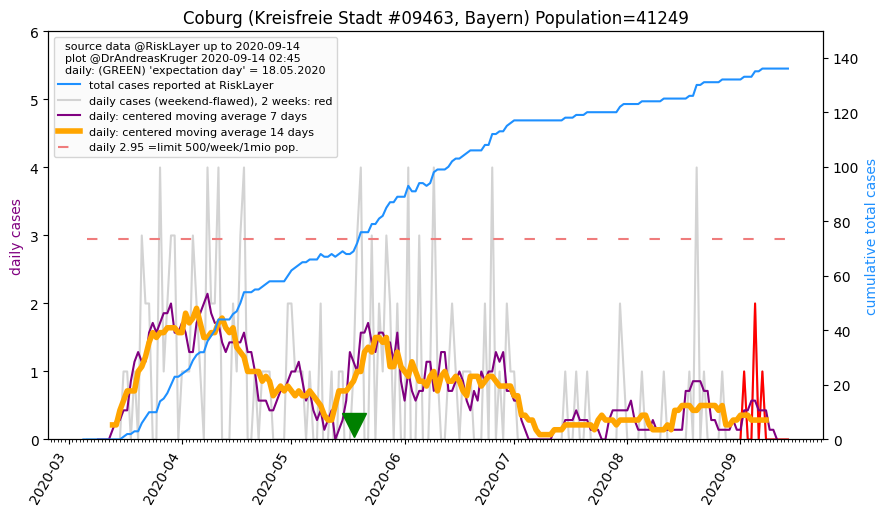 Coburg (Kreisfreie Stadt #09463, Bayern) Population=41249
source data @RiskLayer up to 2020-09-14
plot @DrAndreasKruger 2020-09-14 02:45
daily: (GREEN) 'expectation day' = 18.05.2020
total cases reported at RiskLayer
daily cases (weekend-flawed), 2 weeks: red
daily: centered moving average 7 days
daily: centered moving average 14 days
daily 2.95 =limit 500/week/1mio pop.
daily cases
6
5
4
3
2
1
0
cumulative total cases
140
120
100
80
60
40
20
0
2020-03
2020-04
2020-05
2020-06
2020-07
2020-08
2020-09